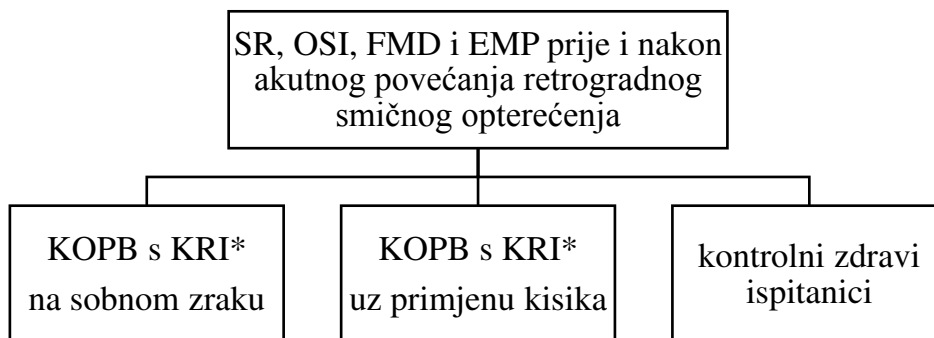 SR, OSI, FMD i EMP prije i nakon
akutnog povećanja retrogradnog
smičnog opterećenja
KOPB s KRI*
na sobnom zraku
KOPB s KRI*
uz primjenu kisika
kontrolni zdravi
ispitanici